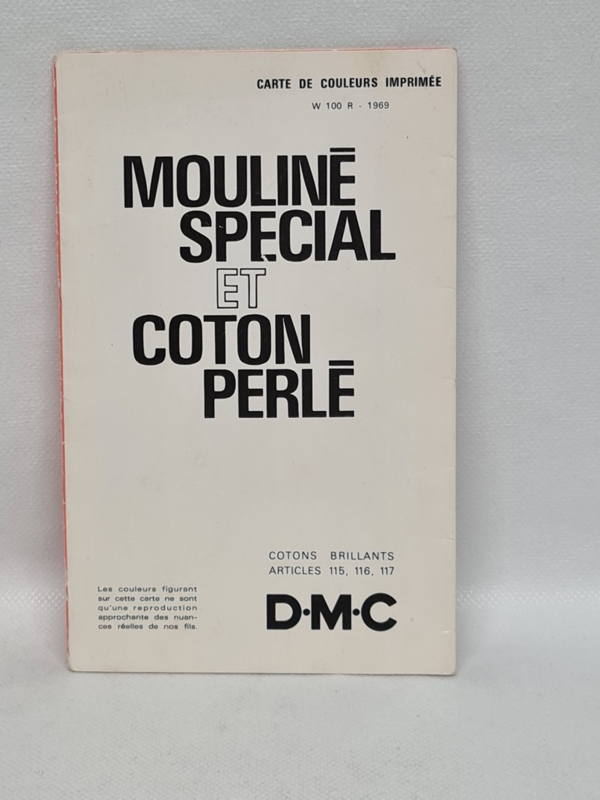 CARTE DE COULEURS IMPRIMÉE
W 100 R - 1969
MOULINÉ
SPÉCIAL
ET
COTON
PERLÉ
COTONS BRILLANTS
ARTICLES 115, 116, 117
D·M·C
Les couleurs figurant
sur cette carte ne sont
qu'une reproduction
approchante des nuan-
ces réelles de nos fils.